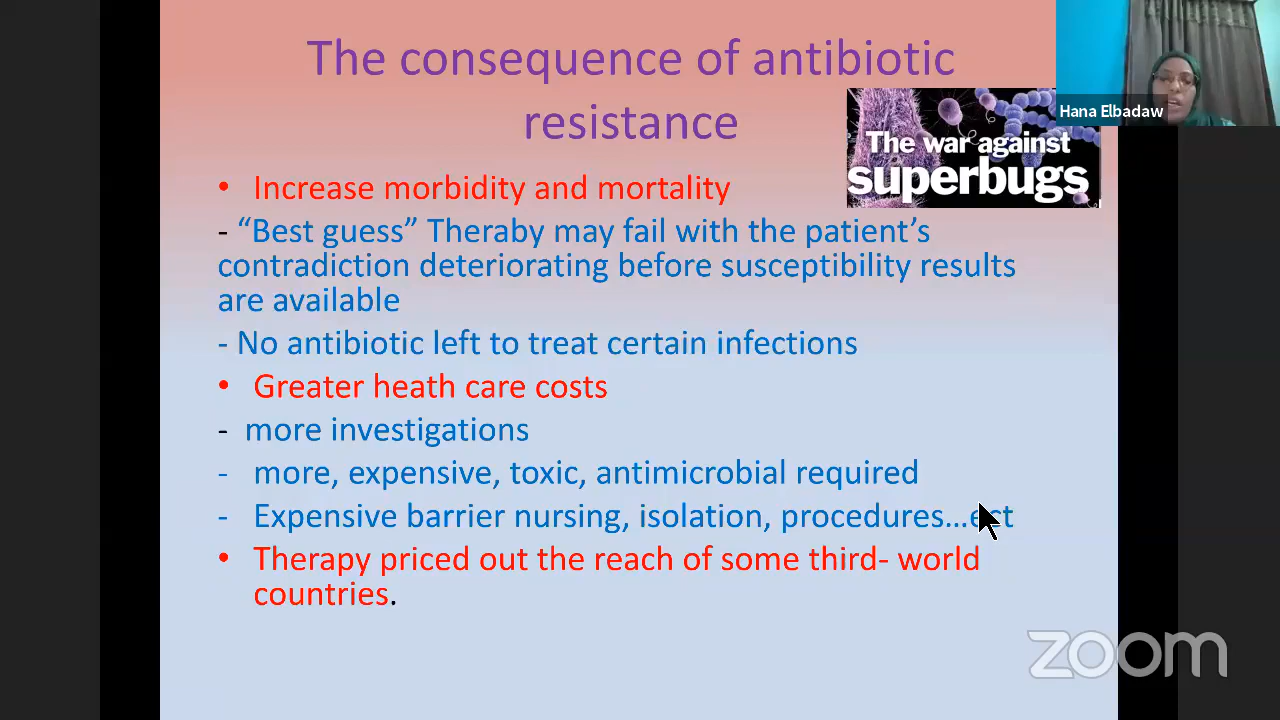 The consequence of antibiotic
resistance
The war against
superbugs
Hana Elbadaw
• Increase morbidity and mortality
- “Best guess” Theraby may fail with the patient’s
contradiction deteriorating before susceptibility results
are available
- No antibiotic left to treat certain infections
• Greater heath care costs
- more investigations
- more, expensive, toxic, antimicrobial required
- Expensive barrier nursing, isolation, procedures…ect
• Therapy priced out the reach of some third- world
countries.
zoom